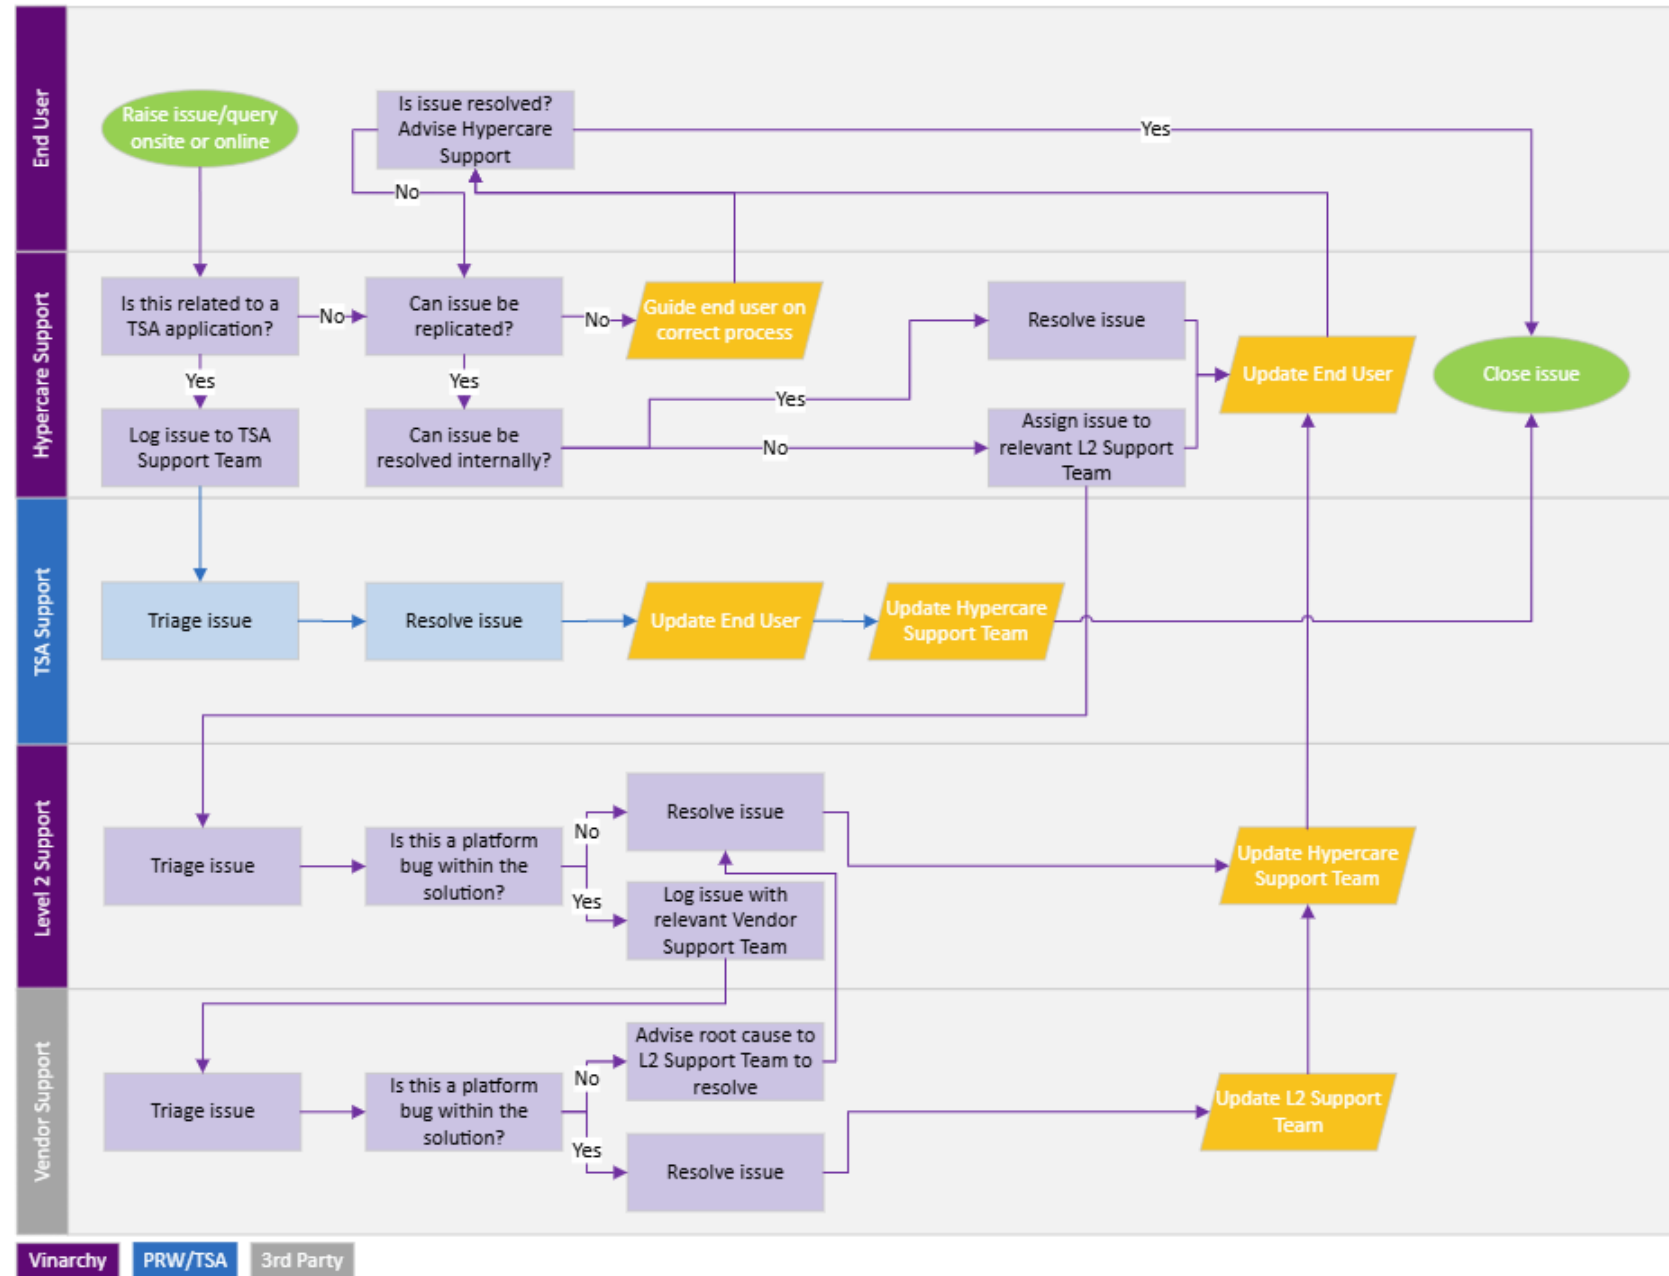 End User
Raise issue/query
onsite or online
Is issue resolved?
Advise Hypercare
Support
Yes
No
Hypercare Support
Is this related to a
TSA application?
No
Can issue be
replicated?
No
Guide end user on
correct process
Resolve issue
Update End User
Close issue
Yes
Yes
Yes
Log issue to TSA
Support Team
Can issue be
resolved internally?
No
Assign issue to
relevant L2 Support
Team
TSA Support
Triage issue
Resolve issue
Update End User
Update Hypercare
Support Team
Level 2 Support
Triage issue
Is this a platform
bug within the
solution?
No
Resolve issue
Yes
Log issue with
relevant Vendor
Support Team
Update Hypercare
Support Team
Vendor Support
Triage issue
Is this a platform
bug within the
solution?
No
Advise root cause to
L2 Support Team to
resolve
Yes
Resolve issue
Update L2 Support
Team
Vinarchy
PRW/TSA
3rd Party